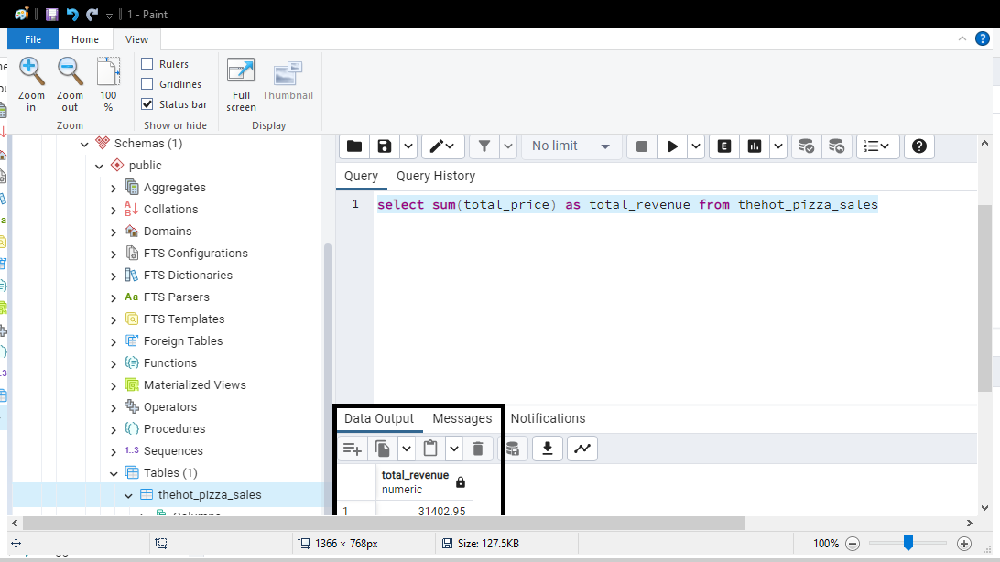 1 - Paint
File Home View
Zoom in
Zoom out
100 %
Rulers
Gridlines
Status bar
Full screen
Thumbnail
Zoom
Show or hide
Display
Schemas (1)
public
Aggregates
Collations
Domains
FTS Configurations
FTS Dictionaries
Aa FTS Parsers
FTS Templates
Foreign Tables
Functions
Materialized Views
Operators
Procedures
1..3 Sequences
Tables (1)
thehot_pizza_sales
No limit
E
Query Query History
1 select sum(total_price) as total_revenue from thehot_pizza_sales
Data Output Messages Notifications
total_revenue
numeric
1 31402.95
1366 × 768px
Size: 127.5KB
100%